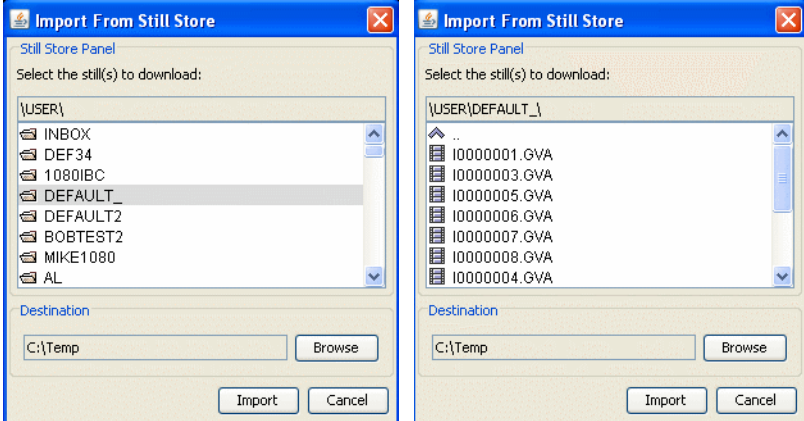 Import From Still Store
Still Store Panel
Select the still(s) to download:
\USER\
INBOX
DEF34
1080IBC
DEFAULT_
DEFAULT2
BOBTEST2
MIKE1080
AL
Destination
C:\Temp
Browse
Import
Cancel
Import From Still Store
Still Store Panel
Select the still(s) to download:
\USER\DEFAULT_\
..
I0000001.GVA
I0000003.GVA
I0000005.GVA
I0000006.GVA
I0000007.GVA
I0000008.GVA
I0000004.GVA
Destination
C:\Temp
Browse
Import
Cancel